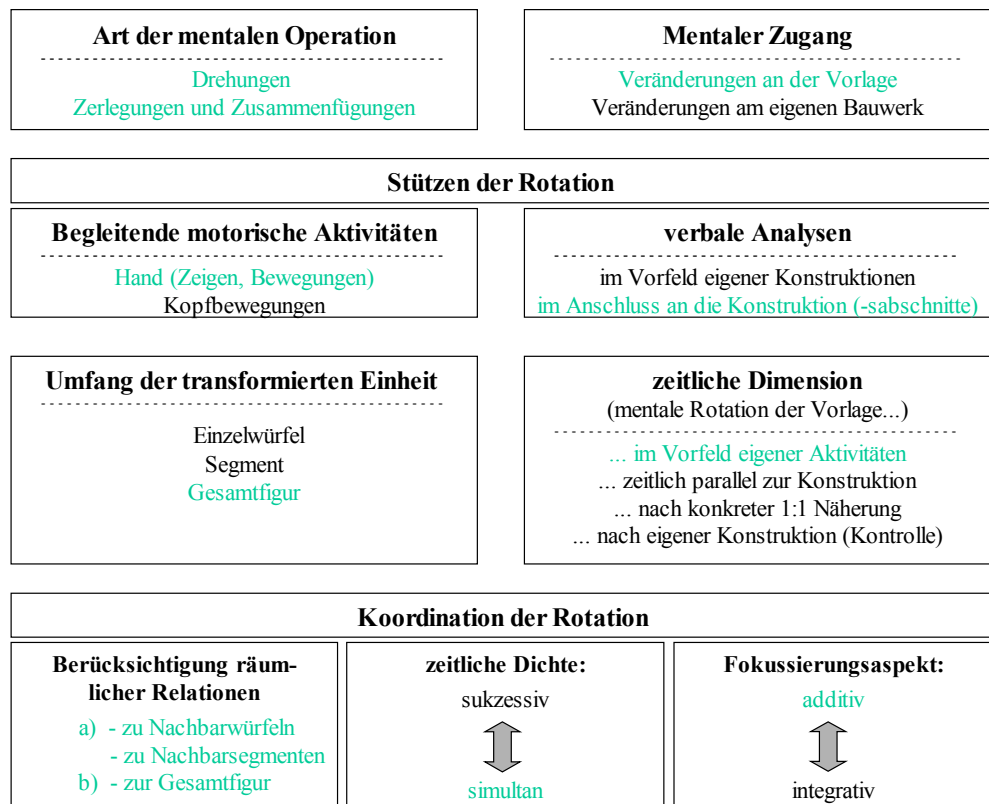 Art der mentalen Operation
Drehungen
Zerlegungen und Zusammenfügungen
Mentaler Zugang
Veränderungen an der Vorlage
Veränderungen am eigenen Bauwerk
Stützen der Rotation
Begleitende motorische Aktivitäten
Hand (Zeigen, Bewegungen)
Kopfbewegungen
verbale Analysen
im Vorfeld eigener Konstruktionen
im Anschluss an die Konstruktion (-sabschnitte)
Umfang der transformierten Einheit
Einzelwürfel
Segment
Gesamtfigur
zeitliche Dimension
(mentale Rotation der Vorlage...)
... im Vorfeld eigener Aktivitäten
... zeitlich parallel zur Konstruktion
... nach konkreter 1:1 Näherung
... nach eigener Konstruktion (Kontrolle)
Koordination der Rotation
Berücksichtigung räum-
licher Relationen
a) - zu Nachbarwürfeln
- zu Nachbarsegmenten
b) - zur Gesamtfigur
zeitliche Dichte:
sukzessiv
simultan
Fokussierungsaspekt:
additiv
integrativ